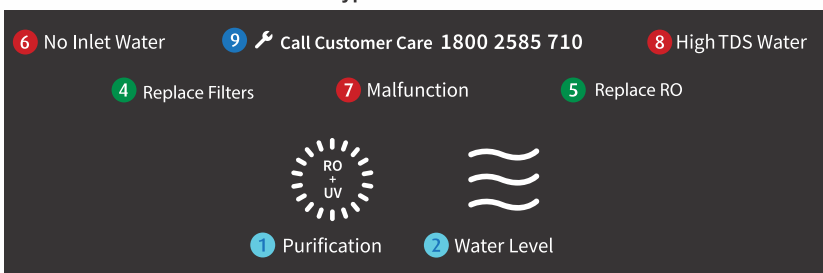 6 No Inlet Water 9 Call Customer Care 1800 2585 710 8 High TDS Water
4 Replace Filters 7 Malfunction 5 Replace RO
RO
+
UV
1 Purification 2 Water Level